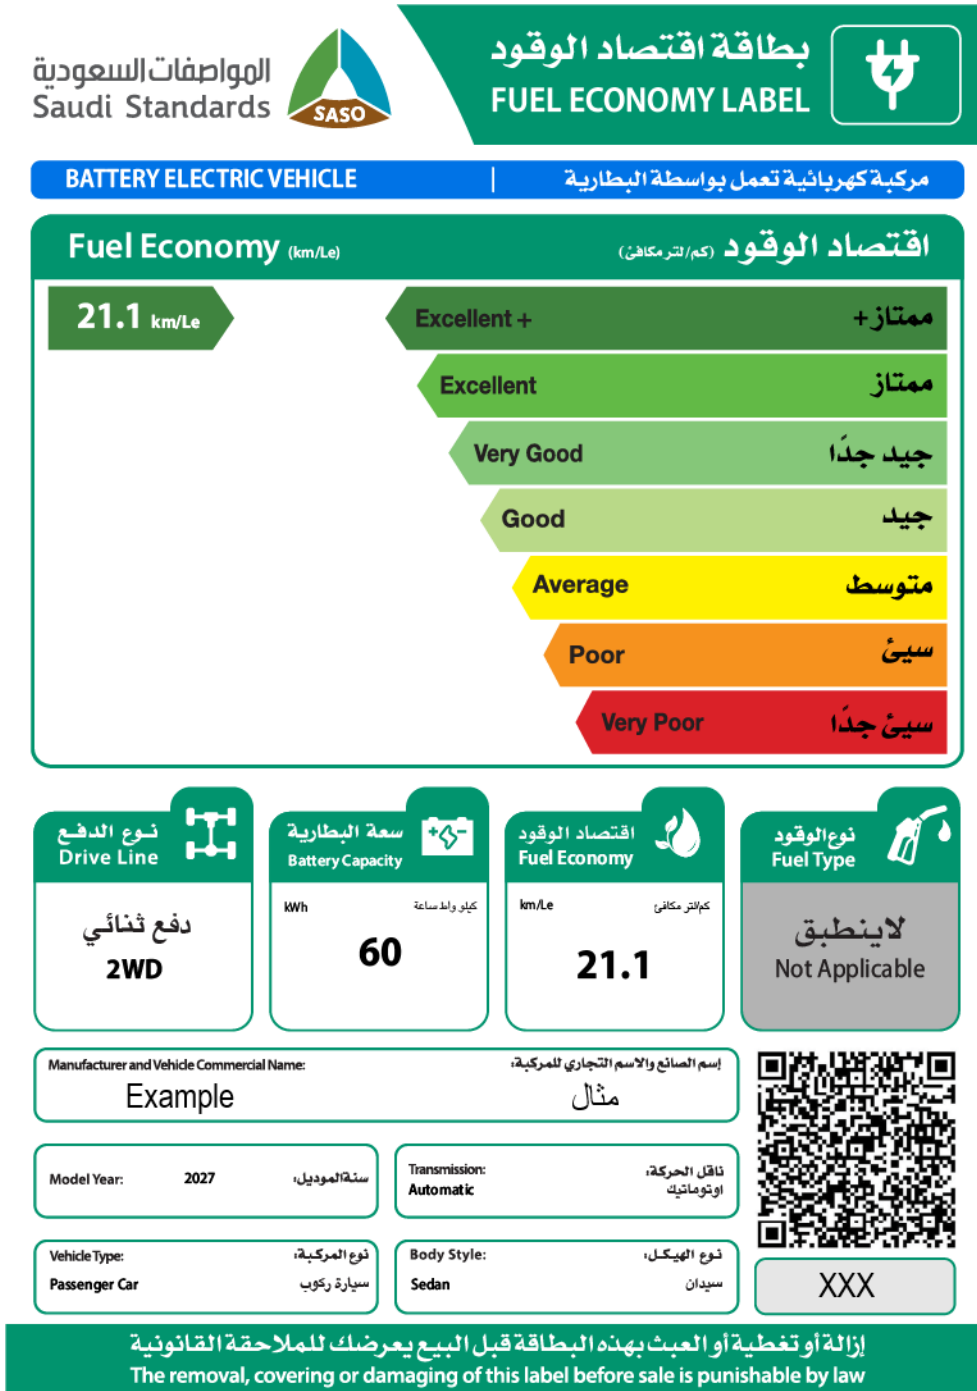 المواصفات السعودية
Saudi Standards
SASO
بطاقة اقتصاد الوقود
FUEL ECONOMY LABEL
BATTERY ELECTRIC VEHICLE | مركبة كهربائية تعمل بواسطة البطارية
Fuel Economy (km/Le) اقتصاد الوقود (كم/لتر مكافئ)
21.1 km/Le
Excellent + ممتاز+
Excellent ممتاز
Very Good جيد جدًا
Good جيد
Average متوسط
Poor سيئ
Very Poor سيئ جدًا
نوع الدفع
Drive Line
دفع ثنائي
2WD
سعة البطارية
Battery Capacity
kWh كيلو واط ساعة
60
اقتصاد الوقود
Fuel Economy
km/Le كم/لتر مكافئ
21.1
نوع الوقود
Fuel Type
لاينطبق
Not Applicable
Manufacturer and Vehicle Commercial Name: إسم الصانع والاسم التجاري للمركبة:
Example مثال
Model Year: 2027 سنة الموديل:
Transmission: ناقل الحركة:
Automatic اوتوماتيك
Vehicle Type: نوع المركبة:
Passenger Car سيارة ركوب
Body Style: نوع الهيكل:
Sedan سيدان
XXX
إزالة أو تغطية أو العبث بهذه البطاقة قبل البيع يعرضك للملاحقة القانونية
The removal, covering or damaging of this label before sale is punishable by law